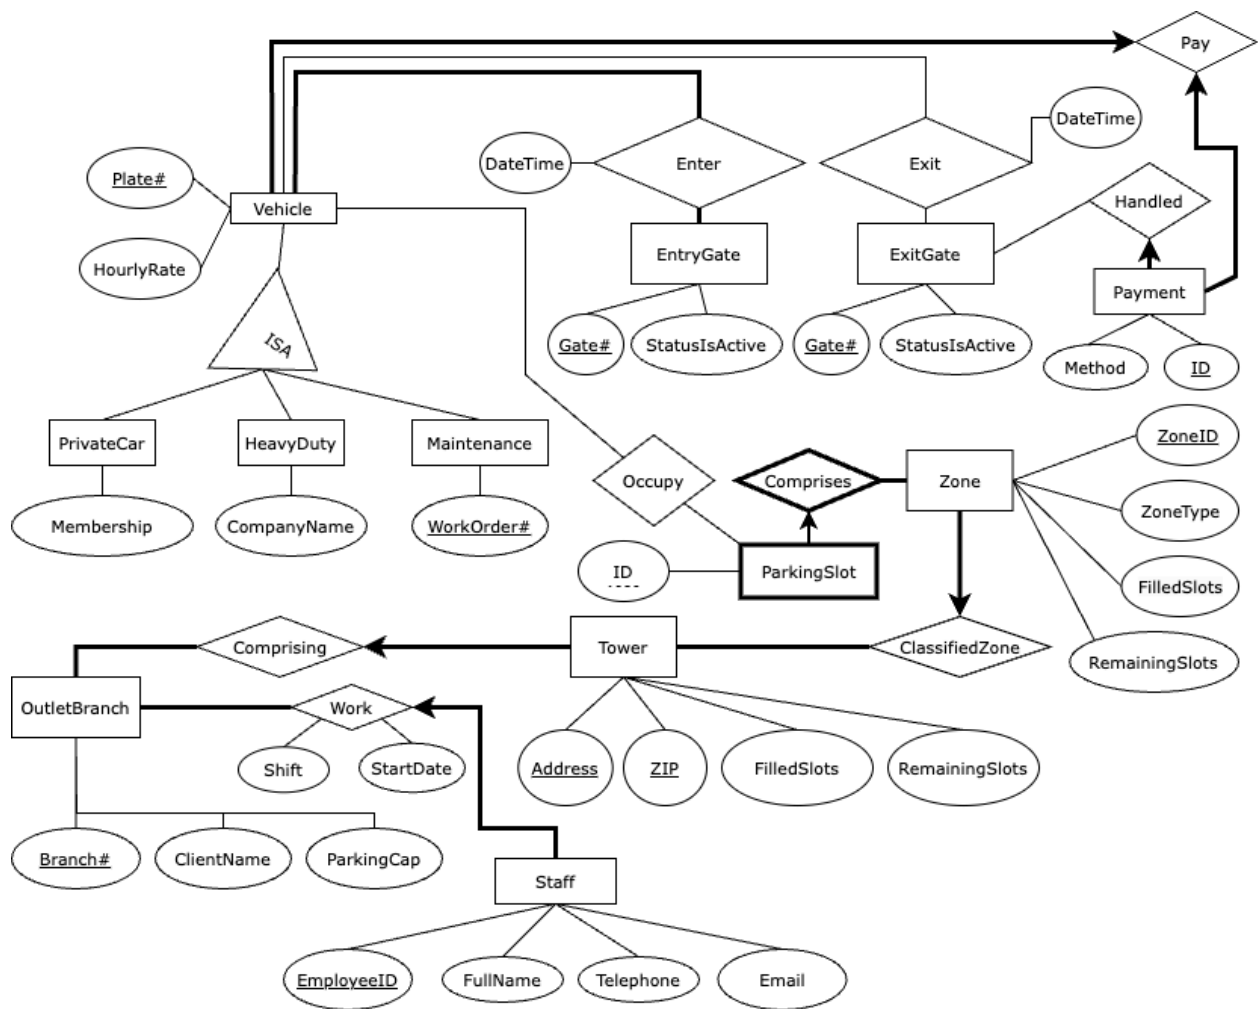 Pay
DateTime
DateTime
Enter
Exit
Plate#
Handled
Vehicle
EntryGate
ExitGate
HourlyRate
Payment
ISA
Gate#
StatusIsActive
Gate#
StatusIsActive
Method
ID
PrivateCar
HeavyDuty
Maintenance
ZoneID
Occupy
Comprises
Zone
ZoneType
Membership
CompanyName
WorkOrder#
ID
ParkingSlot
FilledSlots
Comprising
Tower
ClassifiedZone
RemainingSlots
OutletBranch
Work
Shift
StartDate
Address
ZIP
FilledSlots
RemainingSlots
Branch#
ClientName
ParkingCap
Staff
EmployeeID
FullName
Telephone
Email